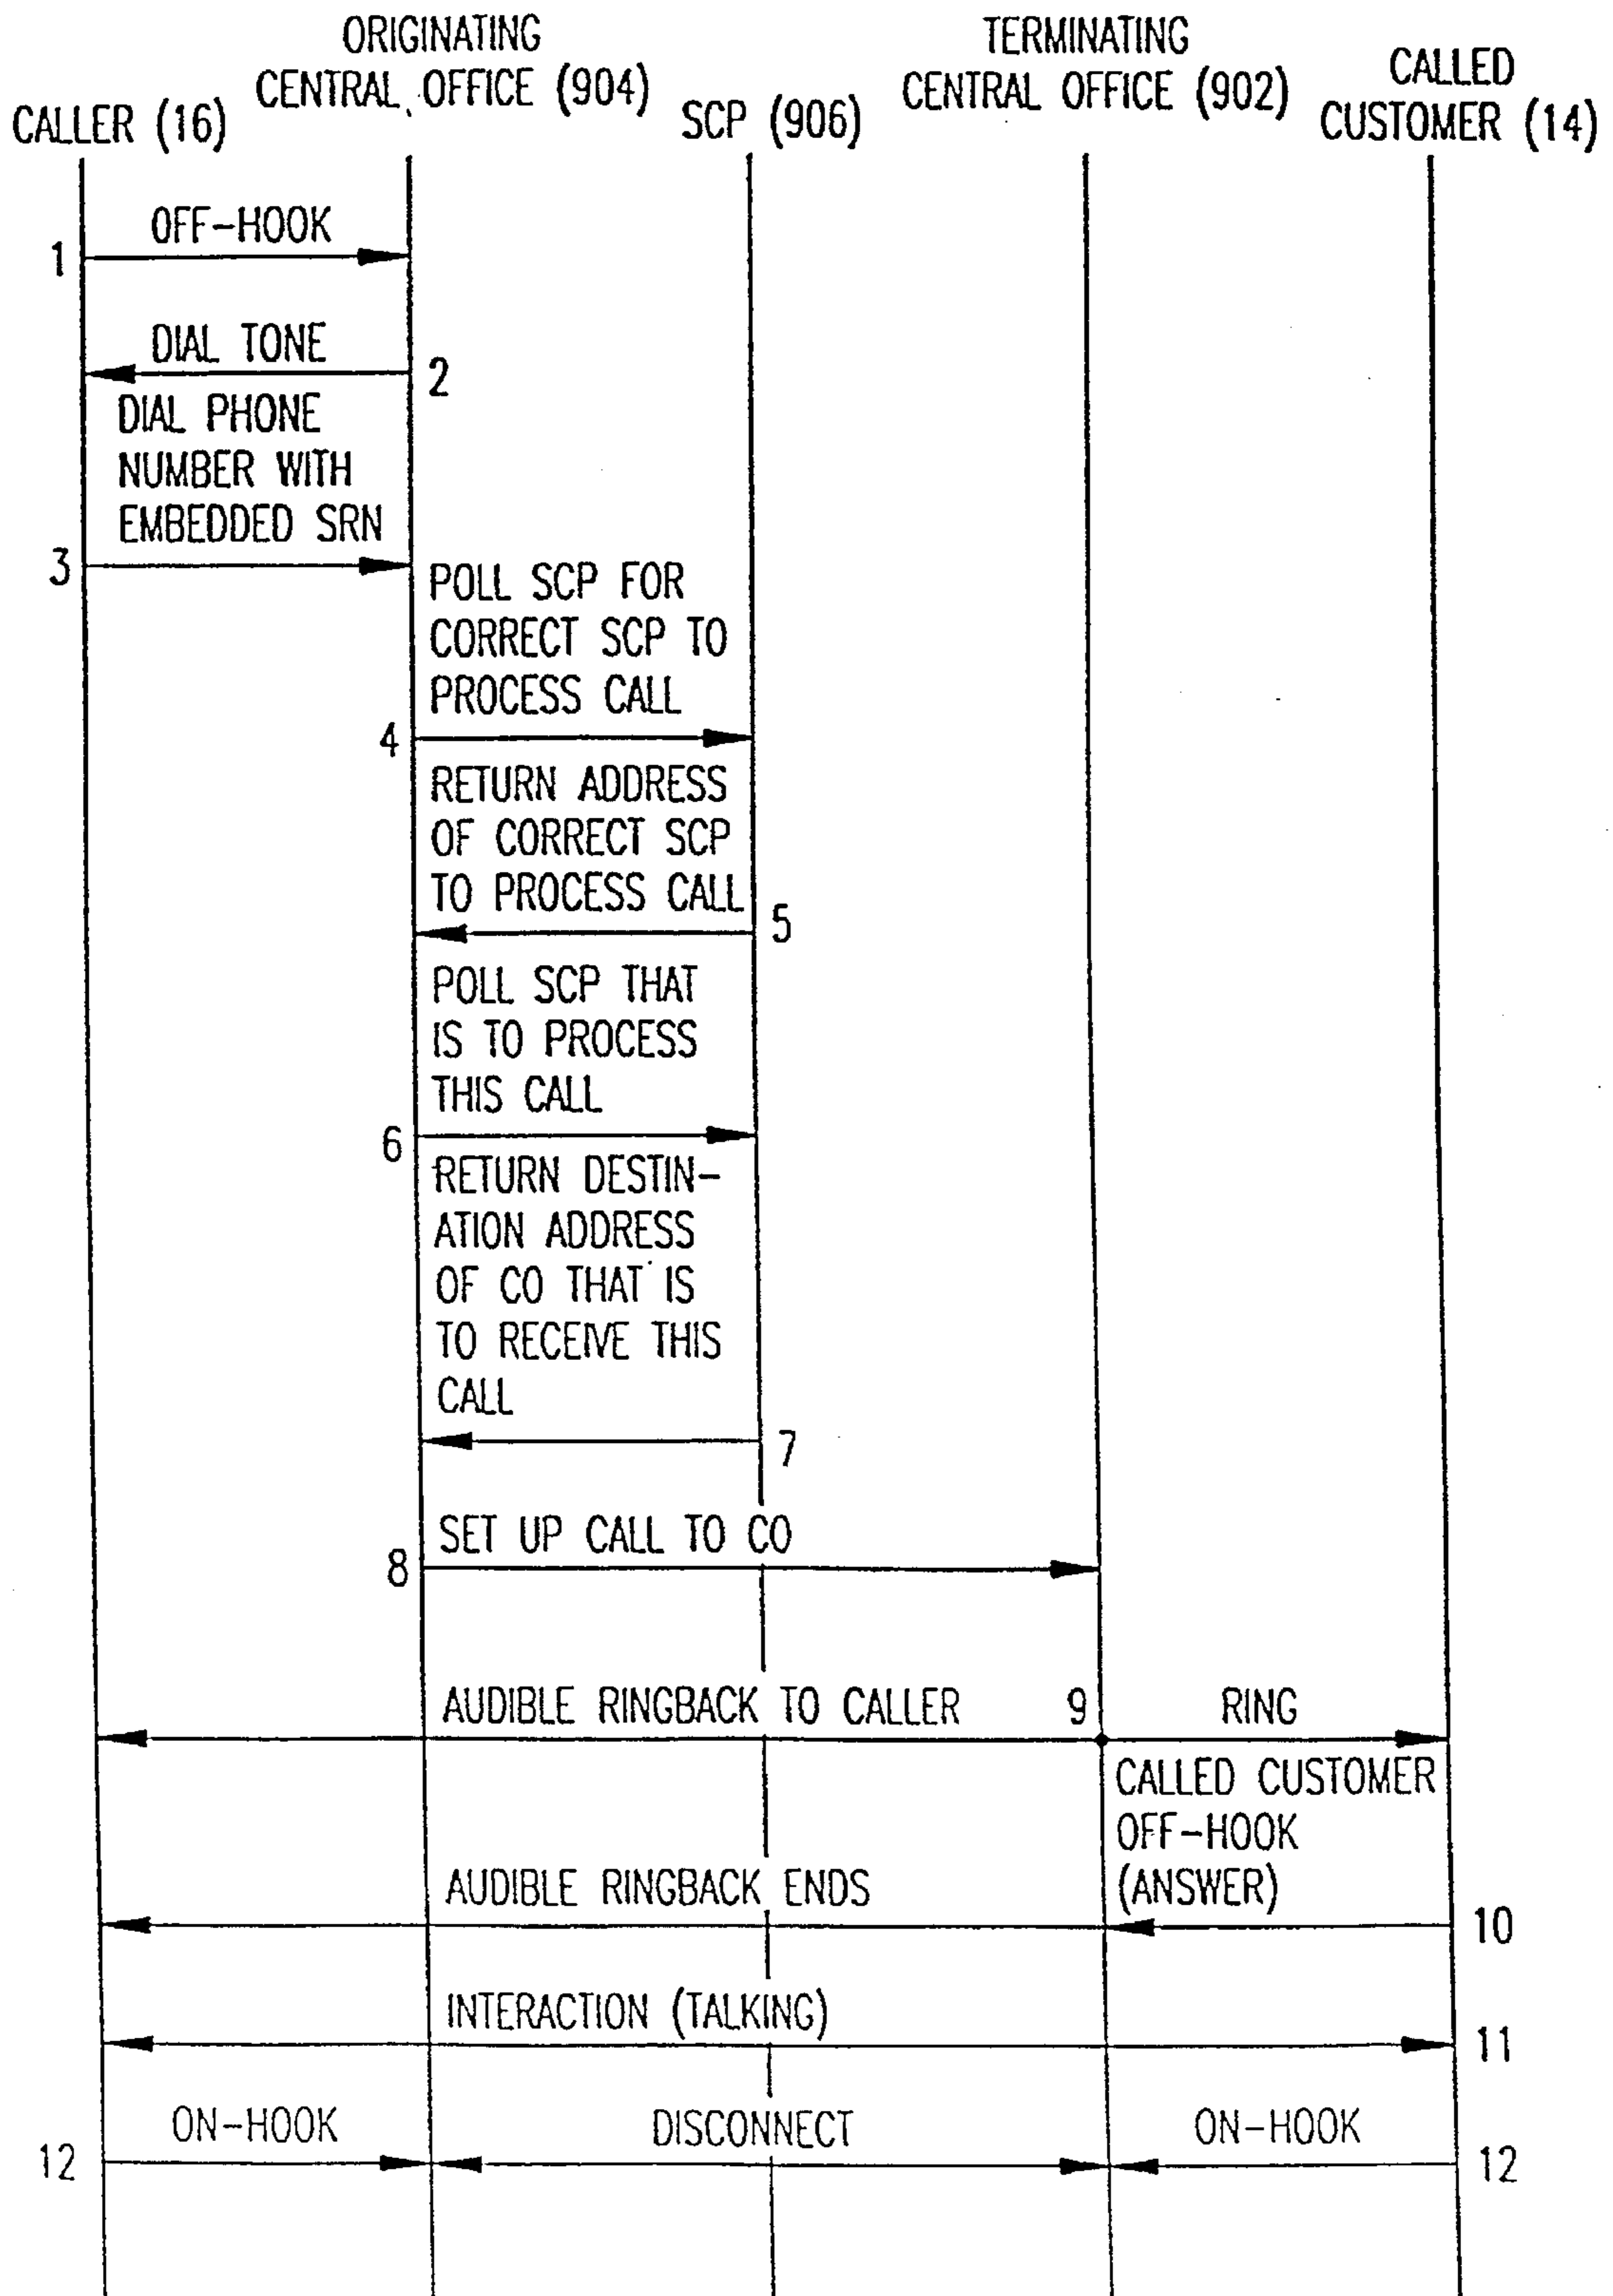 ORIGINATING
CENTRAL OFFICE (904)
TERMINATING
CENTRAL OFFICE (902)
CALLED
CUSTOMER (14)
CALLER (16)
SCP (906)
OFF-HOOK
1
DIAL TONE
2
DIAL PHONE
NUMBER WITH
EMBEDDED SRN
3
POLL SCP FOR
CORRECT SCP TO
PROCESS CALL
4
RETURN ADDRESS
OF CORRECT SCP
TO PROCESS CALL
5
POLL SCP THAT
IS TO PROCESS
THIS CALL
6
RETURN DESTIN-
ATION ADDRESS
OF CO THAT IS
TO RECEIVE THIS
CALL
7
SET UP CALL TO CO
8
AUDIBLE RINGBACK TO CALLER
9
RING
CALLED CUSTOMER
OFF-HOOK
(ANSWER)
AUDIBLE RINGBACK ENDS
10
INTERACTION (TALKING)
11
ON-HOOK
DISCONNECT
ON-HOOK
12
12